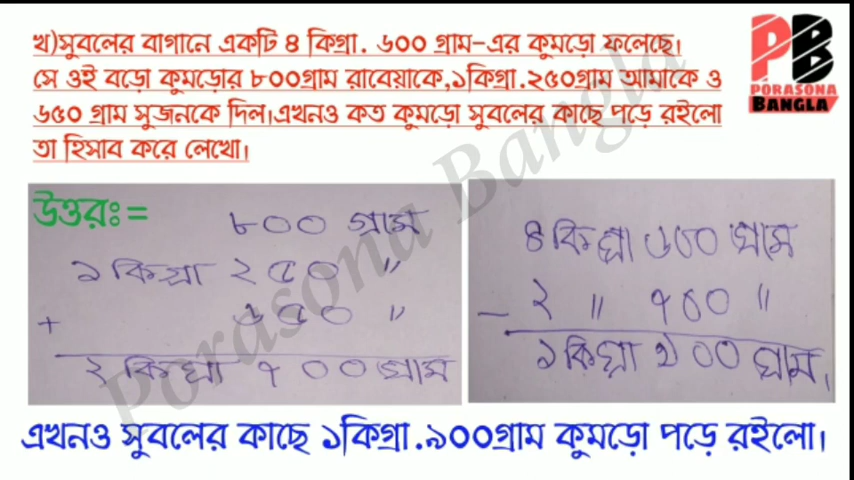 খ)সুবলের বাগানে একটি ৪ কিগ্রা. ৬০০ গ্রাম-এর কুমড়ো ফলেছে।
সে ওই বড়ো কুমড়োর ৮০০গ্রাম রাবেয়াকে,১কিগ্রা.২৫০গ্রাম আমাকে ও
৬৫০ গ্রাম সুজনকে দিল।এখনও কত কুমড়ো সুবলের কাছে পড়ে রইলো
তা হিসাব করে লেখো।
PB
PORASONA
BANGLA
উত্তরঃ=
৮০০ গ্রাম
১ কিগ্রা ২৫০ "
+ ৬৫০ "
২ কিগ্রা ৭০০ গ্রাম
৪ কিগ্রা ৬০০ গ্রাম
- ২ " ৭০০ "
১ কিগ্রা ৯০০ গ্রাম।
Porasona Bangla
এখনও সুবলের কাছে ১কিগ্রা.৯০০গ্রাম কুমড়ো পড়ে রইলো।